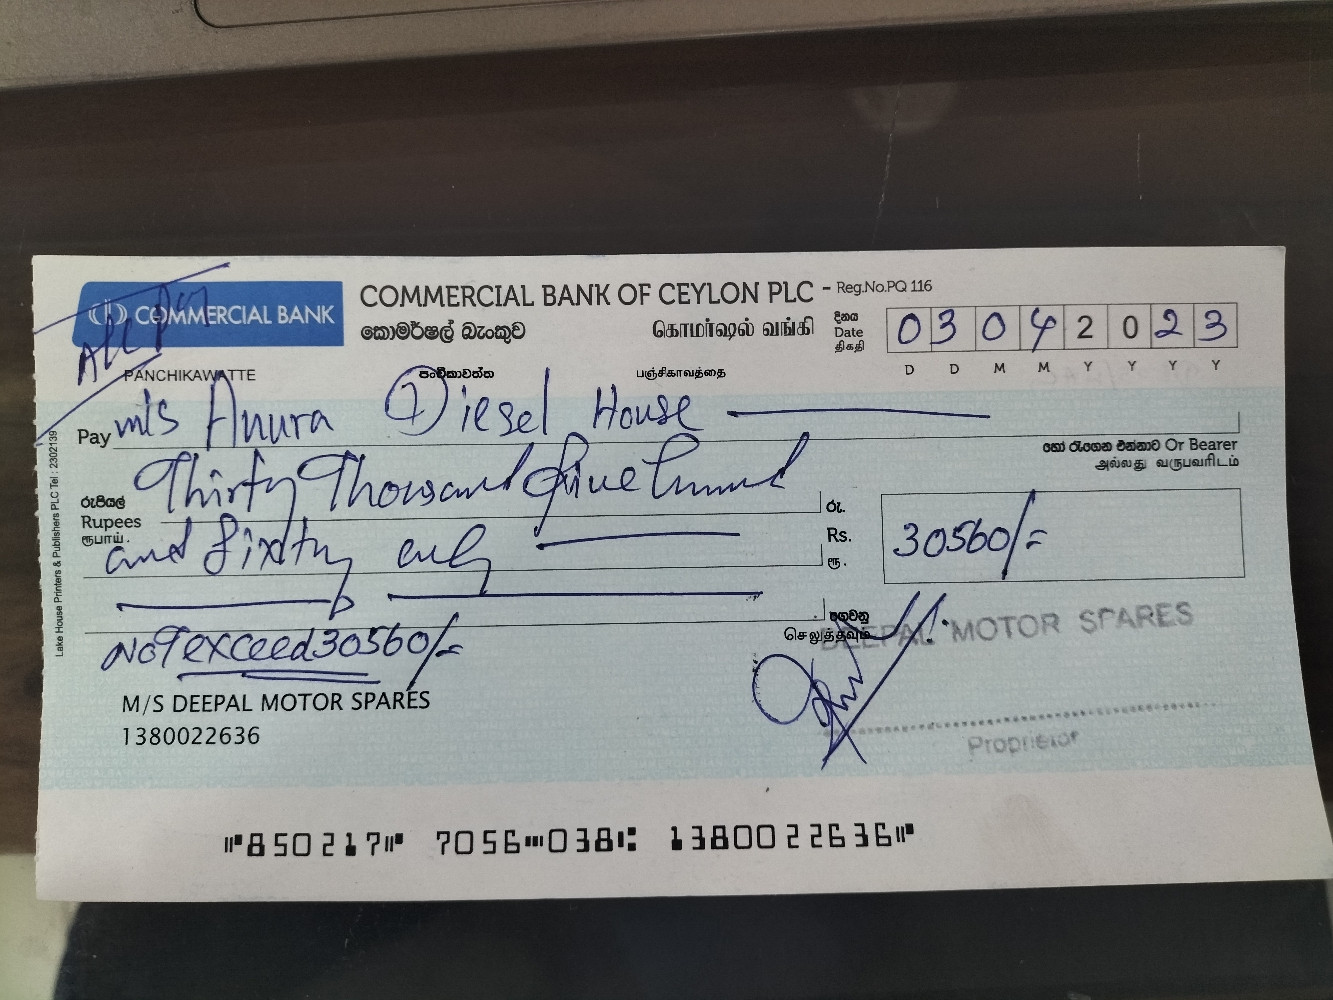 COMMERCIAL BANK
COMMERCIAL BANK OF CEYLON PLC - Reg.No.PQ 116
කොමර්ෂල් බැංකුව
கொமர்ஷல் வங்கி
දිනය
Date
திகதி
03042023
D D M M Y Y Y Y
PANCHIKAWATTE
පංචිකාවත්ත
பஞ்சிகாவத்தை
Pay M/S Anura Diesel House
හෝ රැගෙන එන්නාට Or Bearer
அல்லது வருபவரிடம்
රුපියල්
Rupees
ரூபாய்.
Thirty Thousand Five Hund
and Sixty only
රු.
Rs.
ரூ.
30560/=
පගවනු
செலுத்தவும்
Not exceed 30560/=
DEEPAL MOTOR SPARES
Proprietor
M/S DEEPAL MOTOR SPARES
1380022636
Lake House Printers & Publishers PLC Tel : 2302139
⑈850217⑈ 7056⑉038⑆ 1380022636⑈